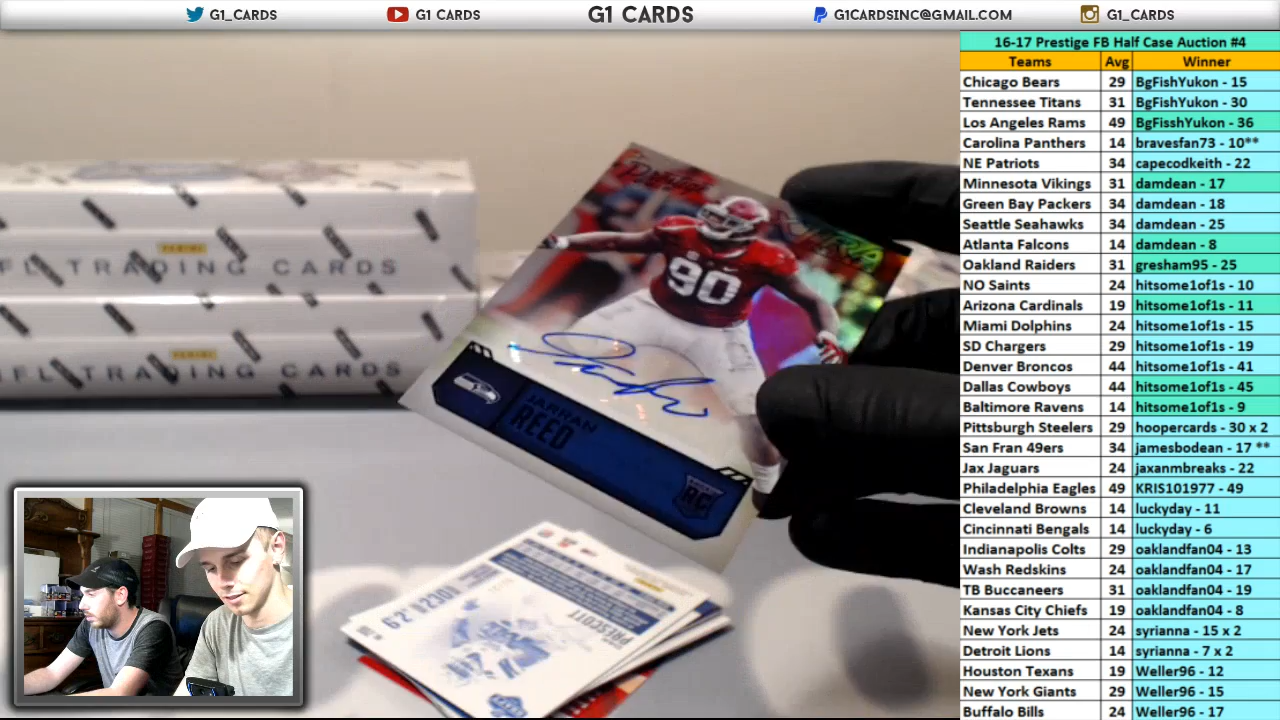 G1_CARDS
G1 CARDS
G1 CARDS
G1CARDSINC@GMAIL.COM
G1_CARDS
16-17 Prestige FB Half Case Auction #4
Teams Avg Winner
Chicago Bears 29 BgFishYukon - 15
Tennessee Titans 31 BgFishYukon - 30
Los Angeles Rams 49 BgFisshYukon - 36
Carolina Panthers 14 bravesfan73 - 10**
NE Patriots 34 capecodkeith - 22
Minnesota Vikings 31 damdean - 17
Green Bay Packers 34 damdean - 18
Seattle Seahawks 34 damdean - 25
Atlanta Falcons 14 damdean - 8
Oakland Raiders 31 gresham95 - 25
NO Saints 24 hitsome1of1s - 10
Arizona Cardinals 19 hitsome1of1s - 11
Miami Dolphins 24 hitsome1of1s - 15
SD Chargers 29 hitsome1of1s - 19
Denver Broncos 44 hitsome1of1s - 41
Dallas Cowboys 44 hitsome1of1s - 45
Baltimore Ravens 14 hitsome1of1s - 9
Pittsburgh Steelers 29 hoopercards - 30 x 2
San Fran 49ers 34 jamesbodean - 17 **
Jax Jaguars 24 jaxanmbreaks - 22
Philadelphia Eagles 49 KRIS101977 - 49
Cleveland Browns 14 luckyday - 11
Cincinnati Bengals 14 luckyday - 6
Indianapolis Colts 29 oaklandfan04 - 13
Wash Redskins 24 oaklandfan04 - 17
TB Buccaneers 31 oaklandfan04 - 19
Kansas City Chiefs 19 oaklandfan04 - 8
New York Jets 24 syrianna - 15 x 2
Detroit Lions 14 syrianna - 7 x 2
Houston Texans 19 Weller96 - 12
New York Giants 29 Weller96 - 15
Buffalo Bills 24 Weller96 - 17
PANINI
FL TRADING CARDS
PANINI
FL TRADING CARDS
90
JARRAN
REED
RC
PRESCOTT
6'2"